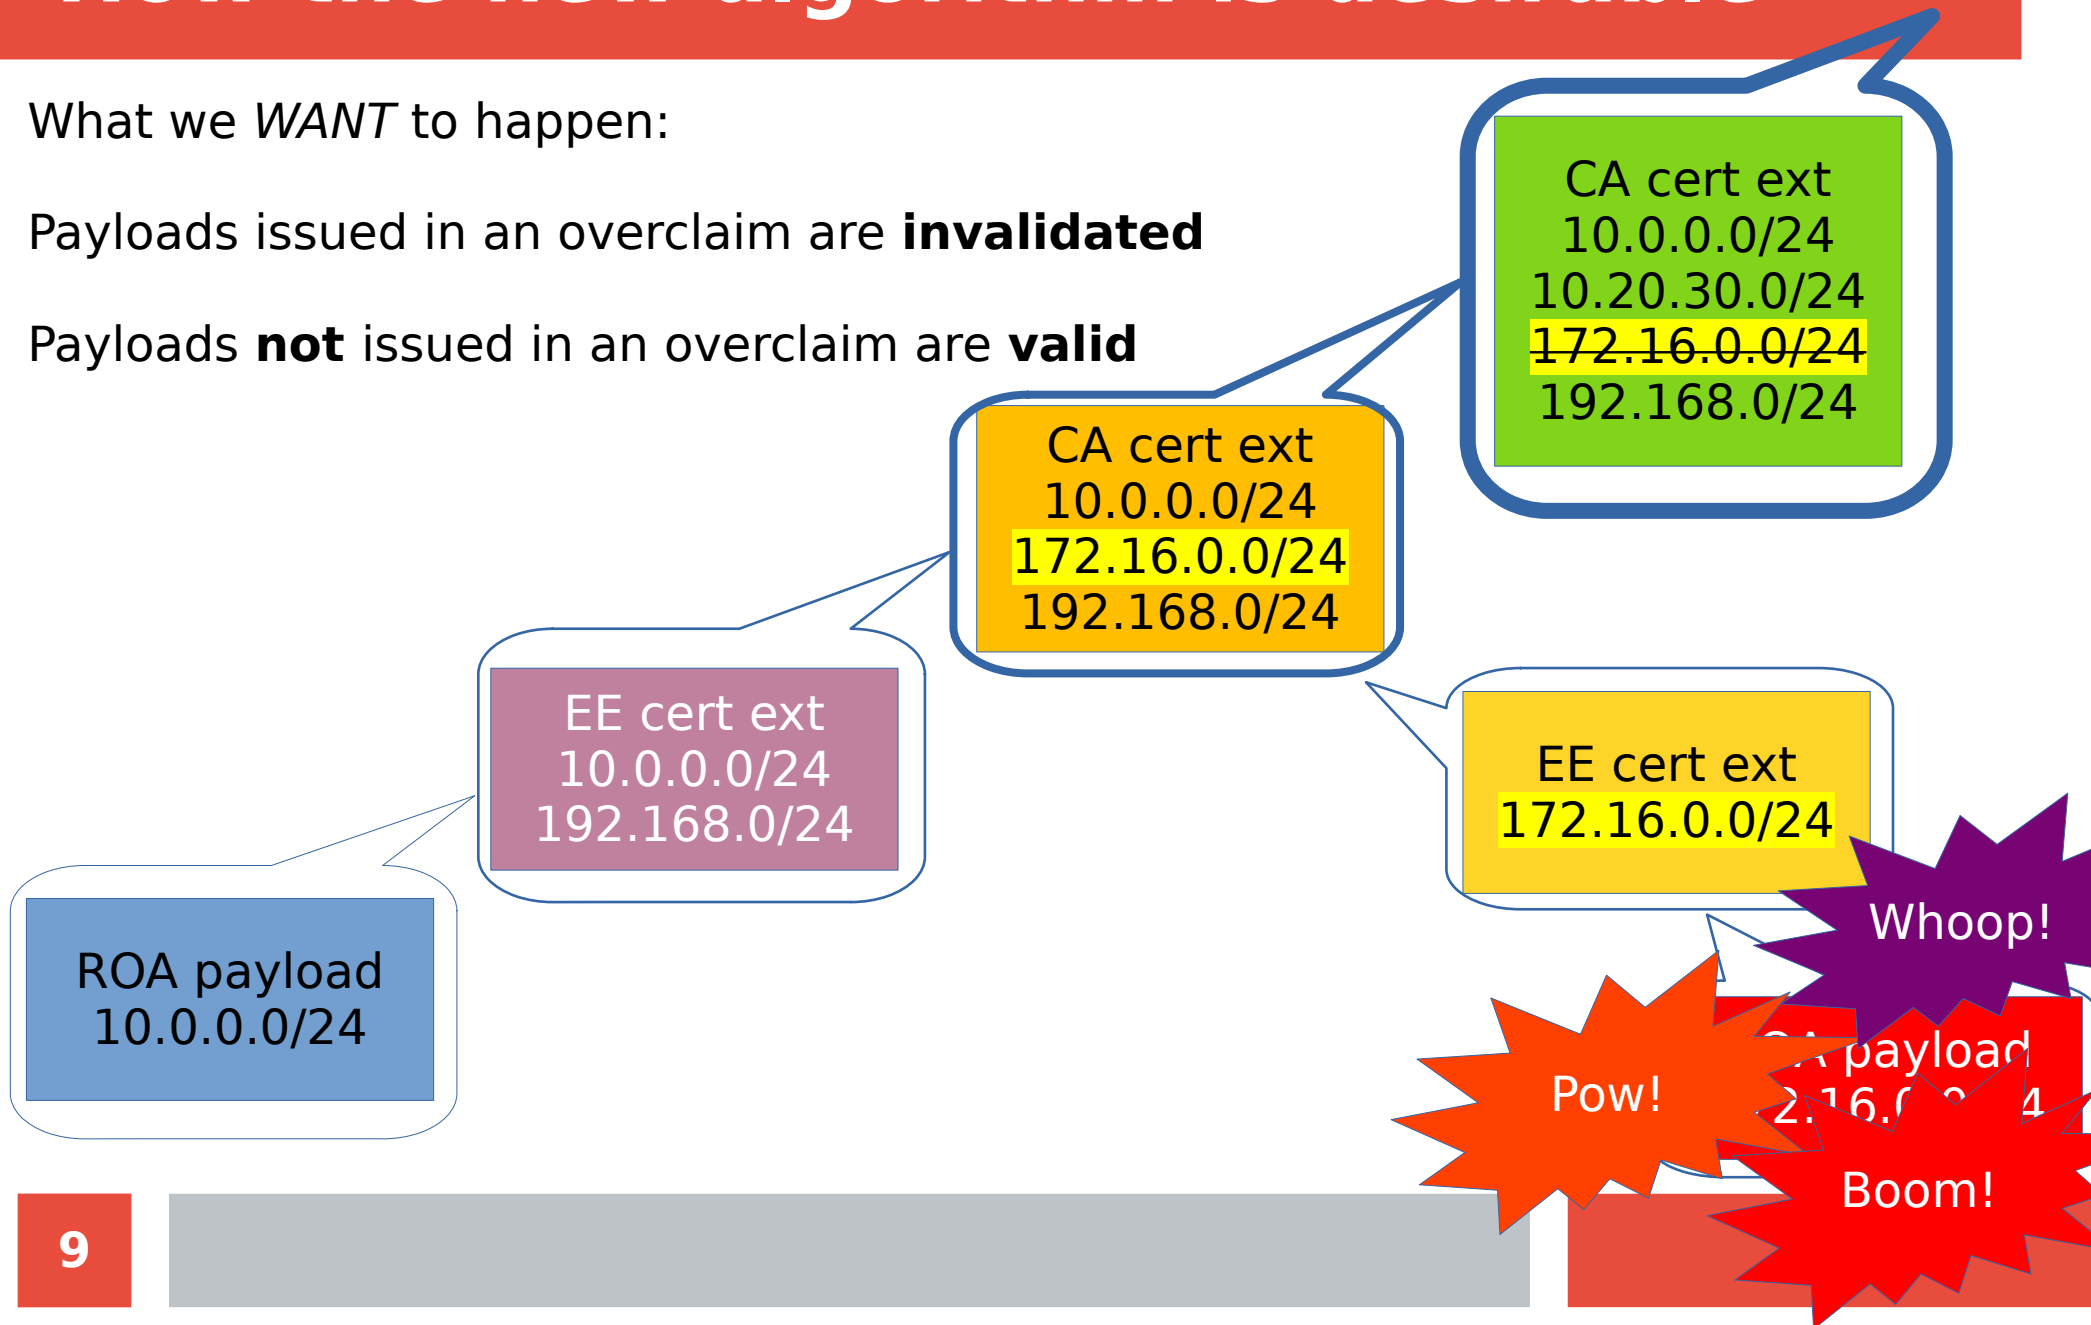 What we WANT to happen:
Payloads issued in an overclaim are invalidated
Payloads not issued in an overclaim are valid
CA cert ext
10.0.0.0/24
10.20.30.0/24
172.16.0.0/24
192.168.0/24
CA cert ext
10.0.0.0/24
172.16.0.0/24
192.168.0/24
EE cert ext
10.0.0.0/24
192.168.0/24
EE cert ext
172.16.0.0/24
ROA payload
10.0.0.0/24
Whoop!
payload
Pow!
Boom!
9